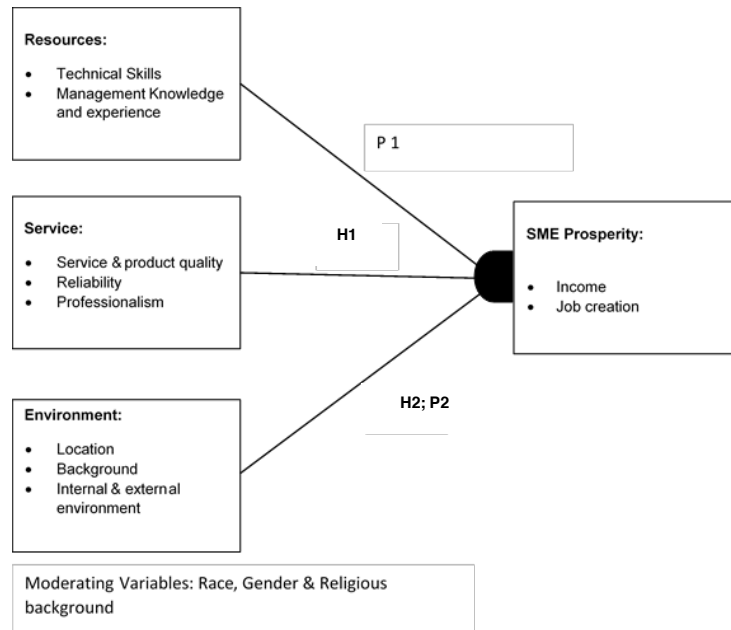 Resources:
• Technical Skills
• Management Knowledge
and experience
P 1
Service:
• Service & product quality
• Reliability
• Professionalism
H1
SME Prosperity:
• Income
• Job creation
Environment:
• Location
• Background
• Internal & external
environment
H2; P2
Moderating Variables: Race, Gender & Religious
background